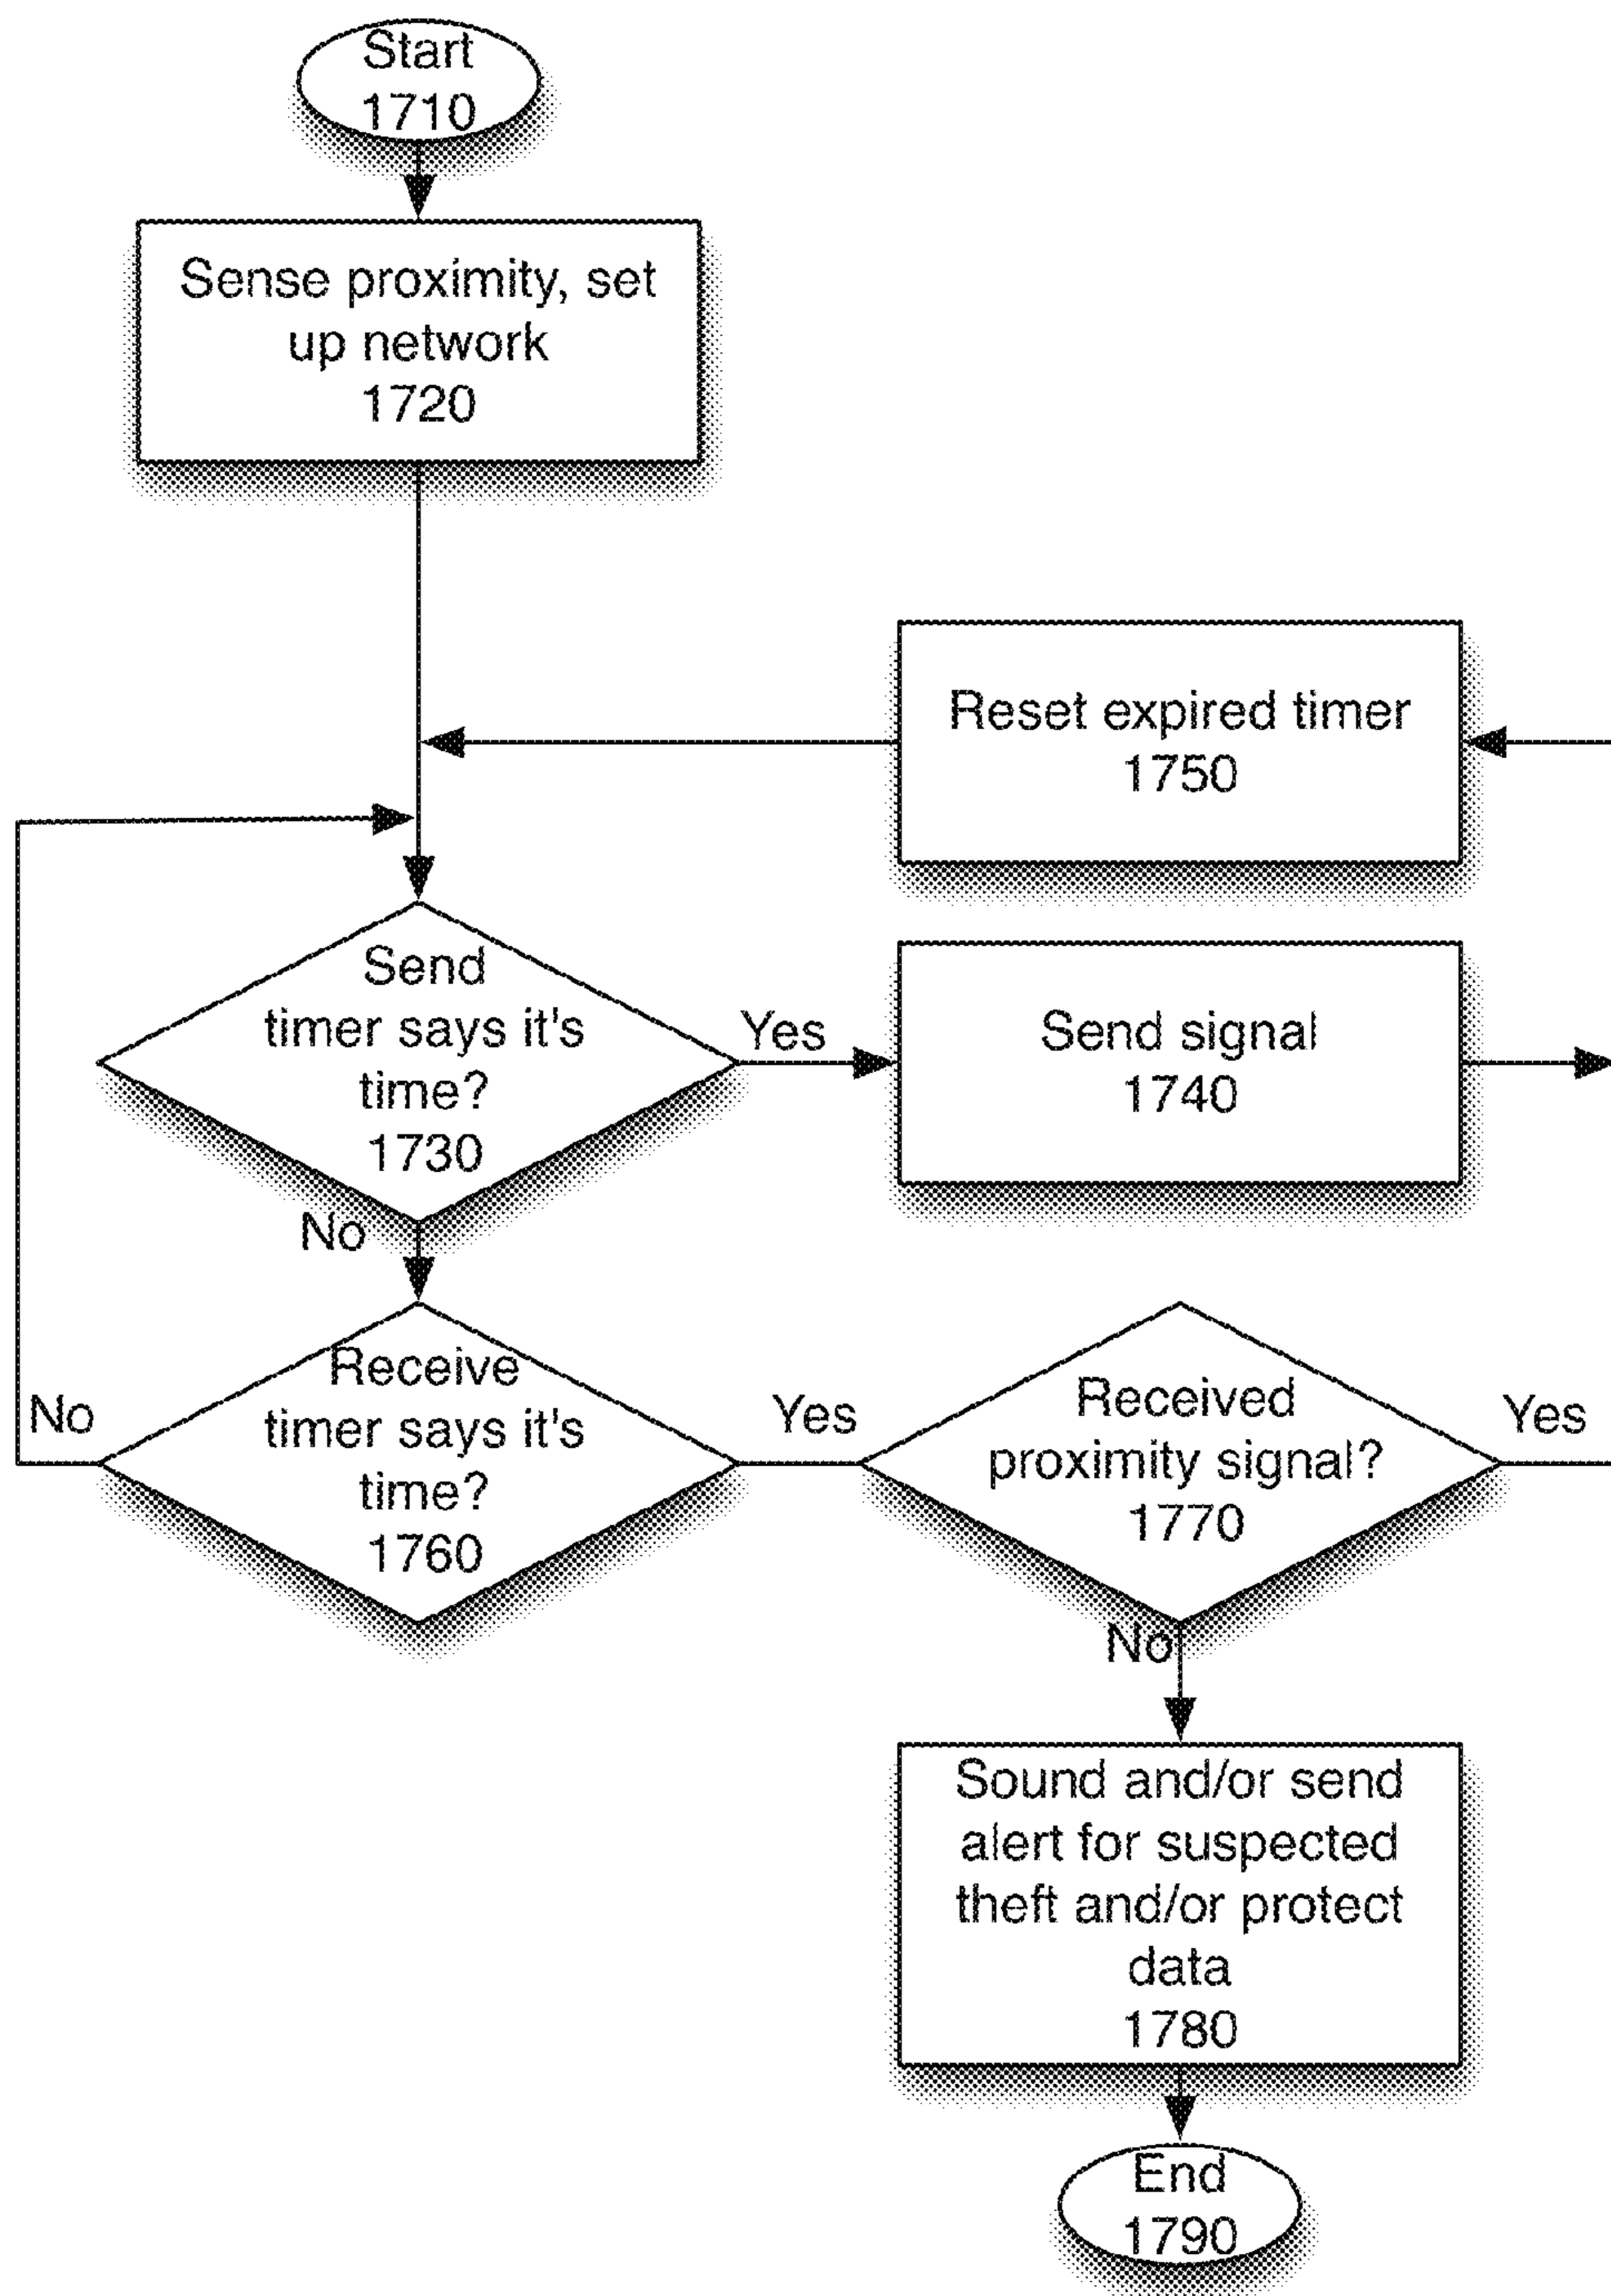 Start
1710
Sense proximity, set
up network
1720
Reset expired timer
1750
Send
timer says it's
time?
1730
Yes
Send signal
1740
No
Receive
timer says it's
time?
1760
No
Yes
Received
proximity signal?
1770
Yes
No
Sound and/or send
alert for suspected
theft and/or protect
data
1780
End
1790